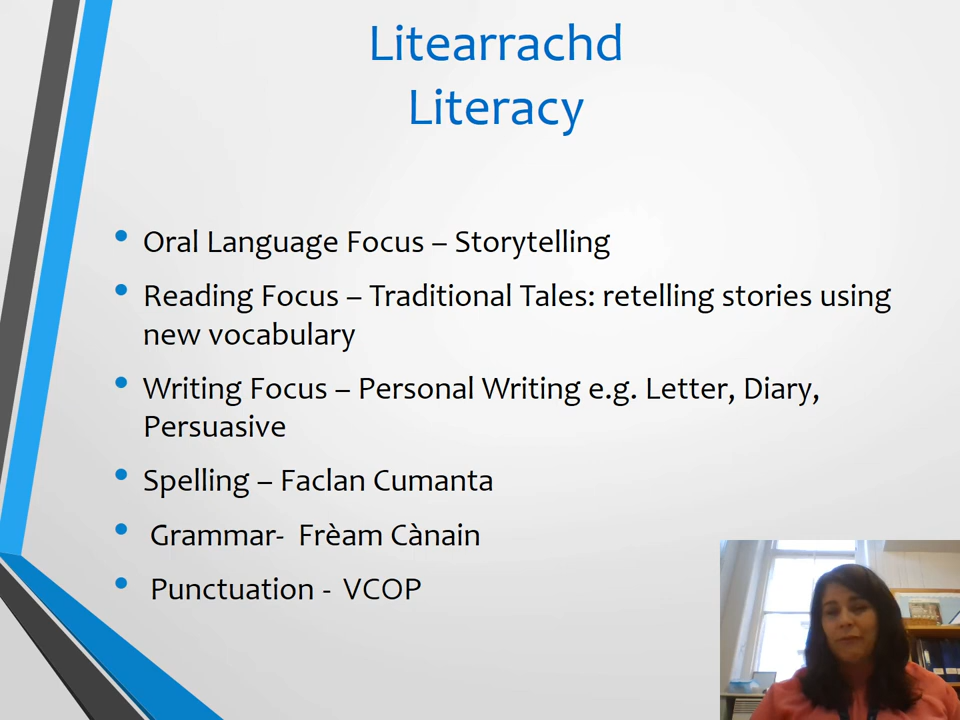 Litearrachd
Literacy
Oral Language Focus – Storytelling
Reading Focus – Traditional Tales: retelling stories using
new vocabulary
Writing Focus – Personal Writing e.g. Letter, Diary,
Persuasive
Spelling – Faclan Cumanta
Grammar- Frèam Cànain
Punctuation - VCOP